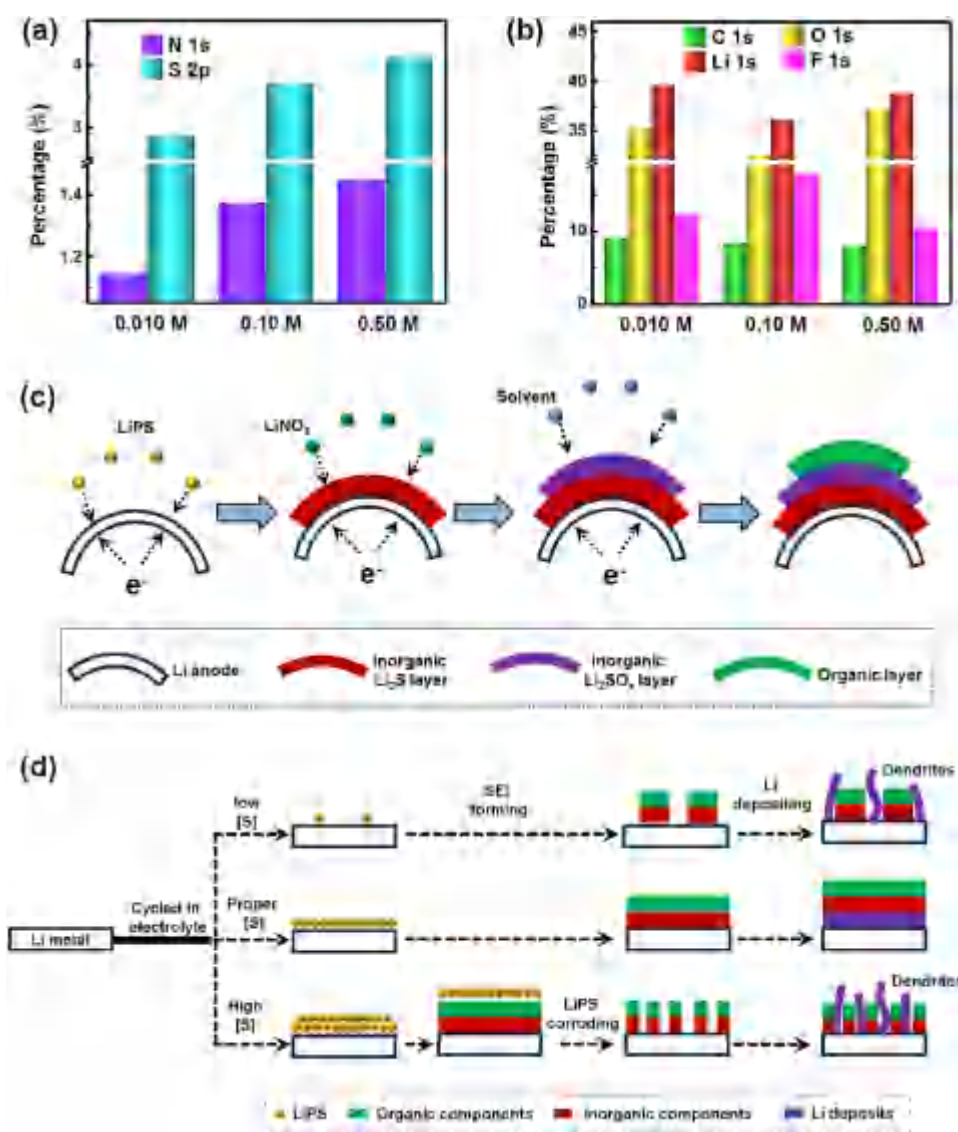 (a)
N 1s
S 2p
Percentage (%)
4
3
1.4
1.2
0.010 M 0.10 M 0.50 M
(b)
C 1s O 1s
Li 1s F 1s
Percentage (%)
45
40
35
10
0
0.010 M 0.10 M 0.50 M
(c)
LiPS
LiNO₃
Solvent
e⁻ e⁻ e⁻
Li anode
Inorganic
Li₂S layer
Inorganic
Li₂SOₓ layer
Organic layer
(d)
low
[S]
SEI
forming
Li
depositing
Dendrites
Li metal
Cycled in
electrolyte
Proper
[S]
High
[S]
LiPS
corroding
Dendrites
LiPS Organic components Inorganic components Li deposits